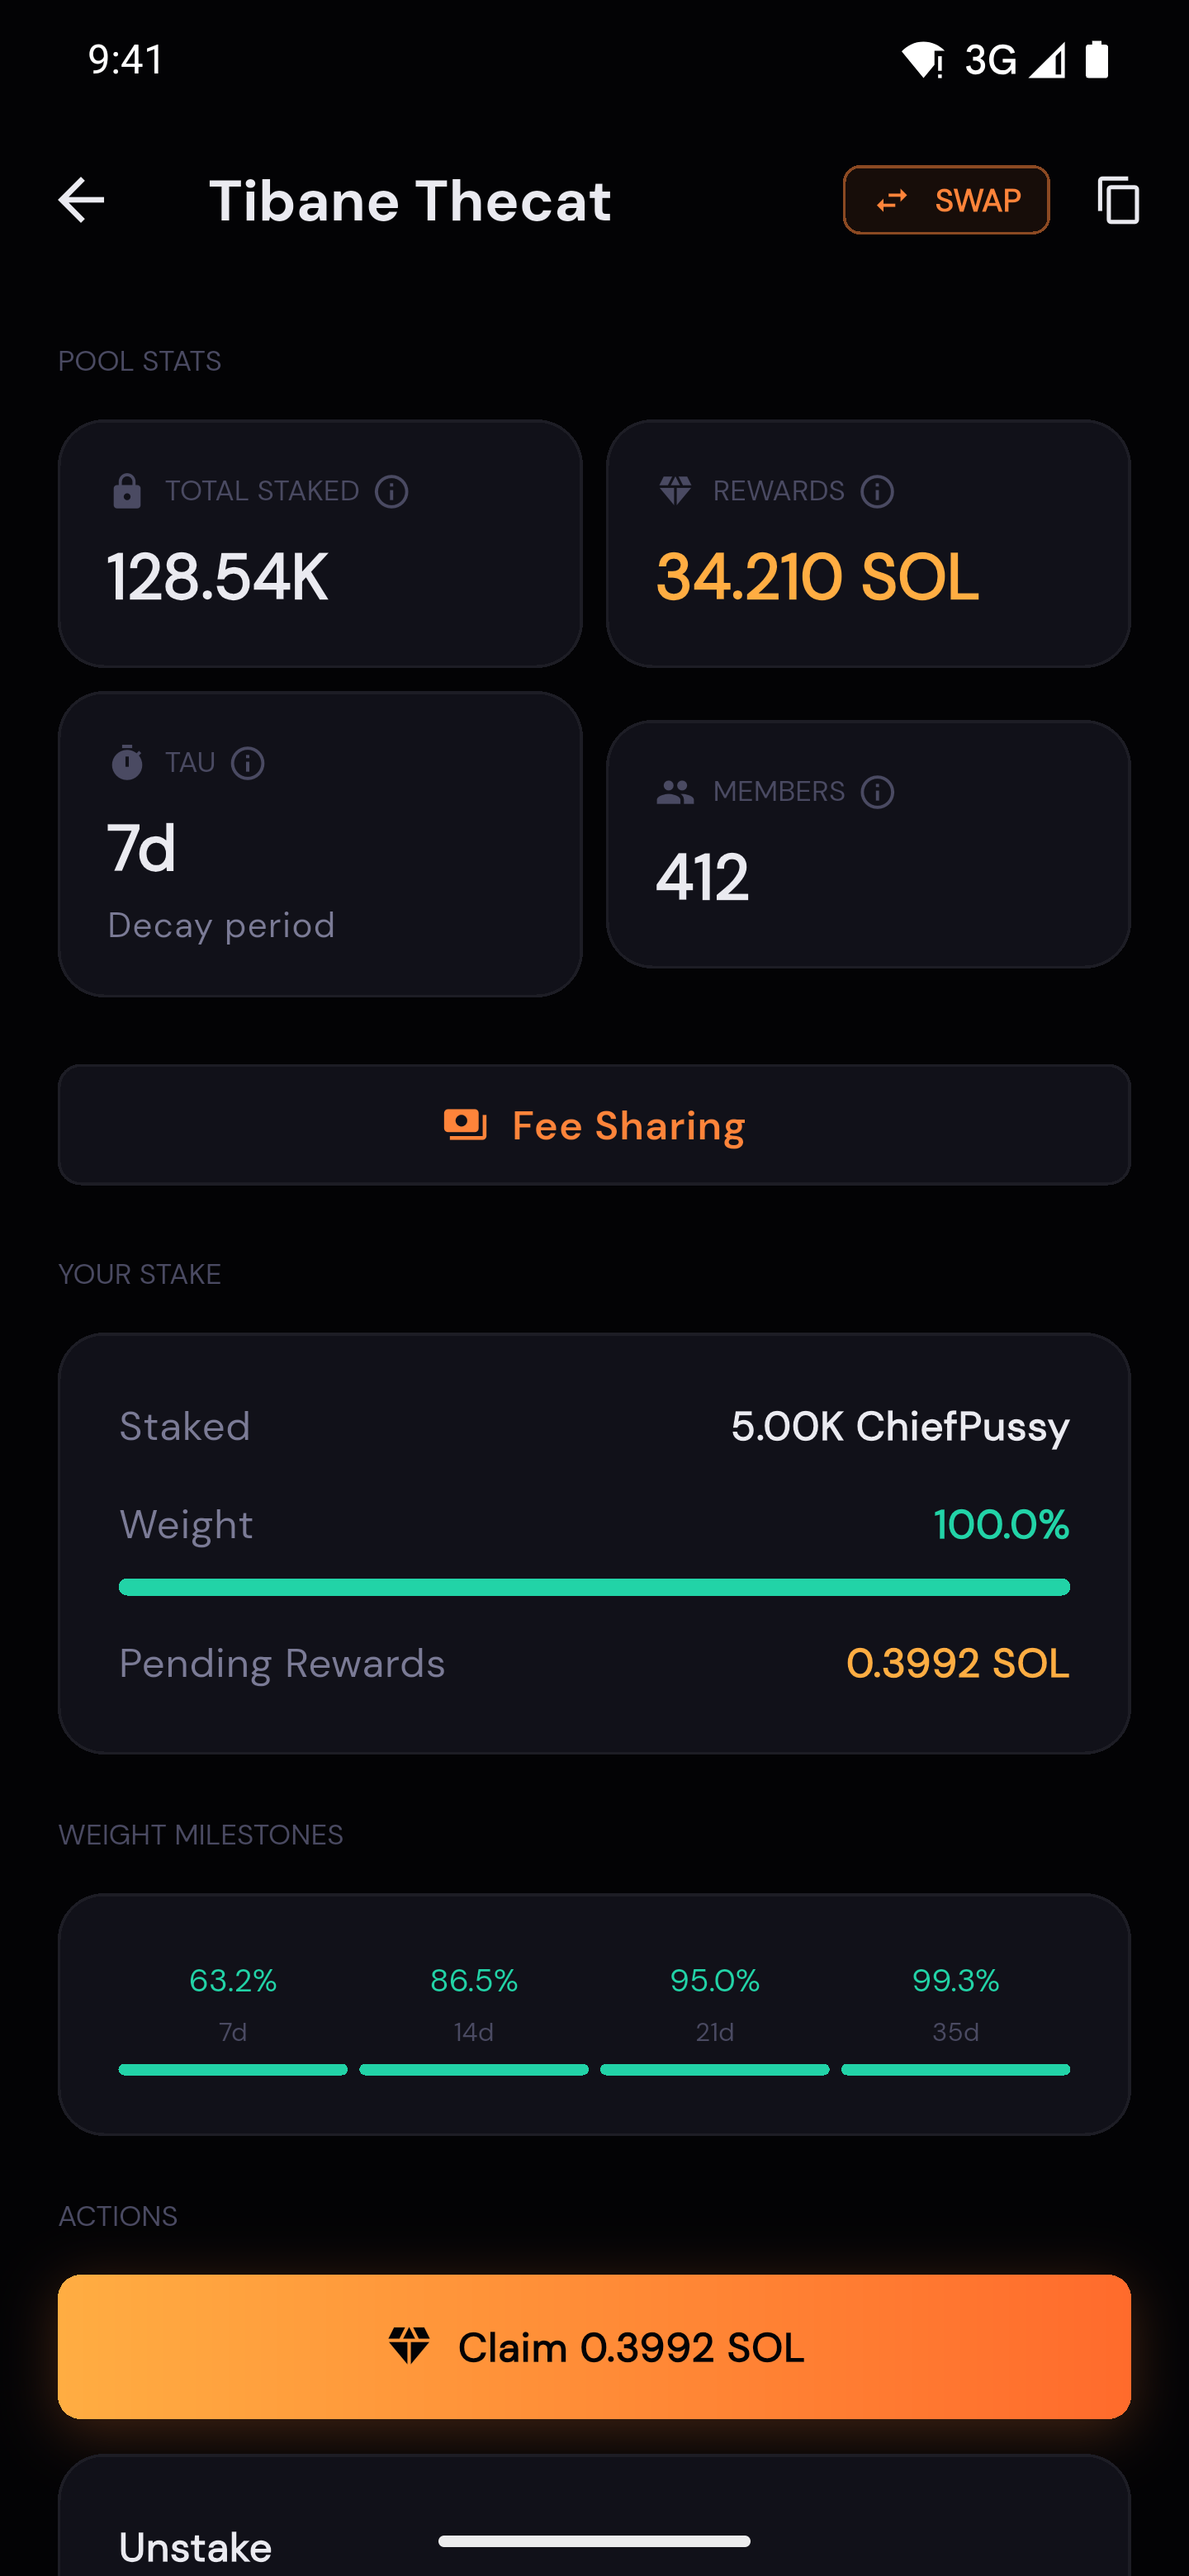 9:41
3G
Tibane Thecat
SWAP
POOL STATS
TOTAL STAKED
128.54K
REWARDS
34.210 SOL
TAU
7d
Decay period
MEMBERS
412
Fee Sharing
YOUR STAKE
Staked 5.00K ChiefPussy
Weight 100.0%
Pending Rewards 0.3992 SOL
WEIGHT MILESTONES
63.2% 86.5% 95.0% 99.3%
7d 14d 21d 35d
ACTIONS
Claim 0.3992 SOL
Unstake